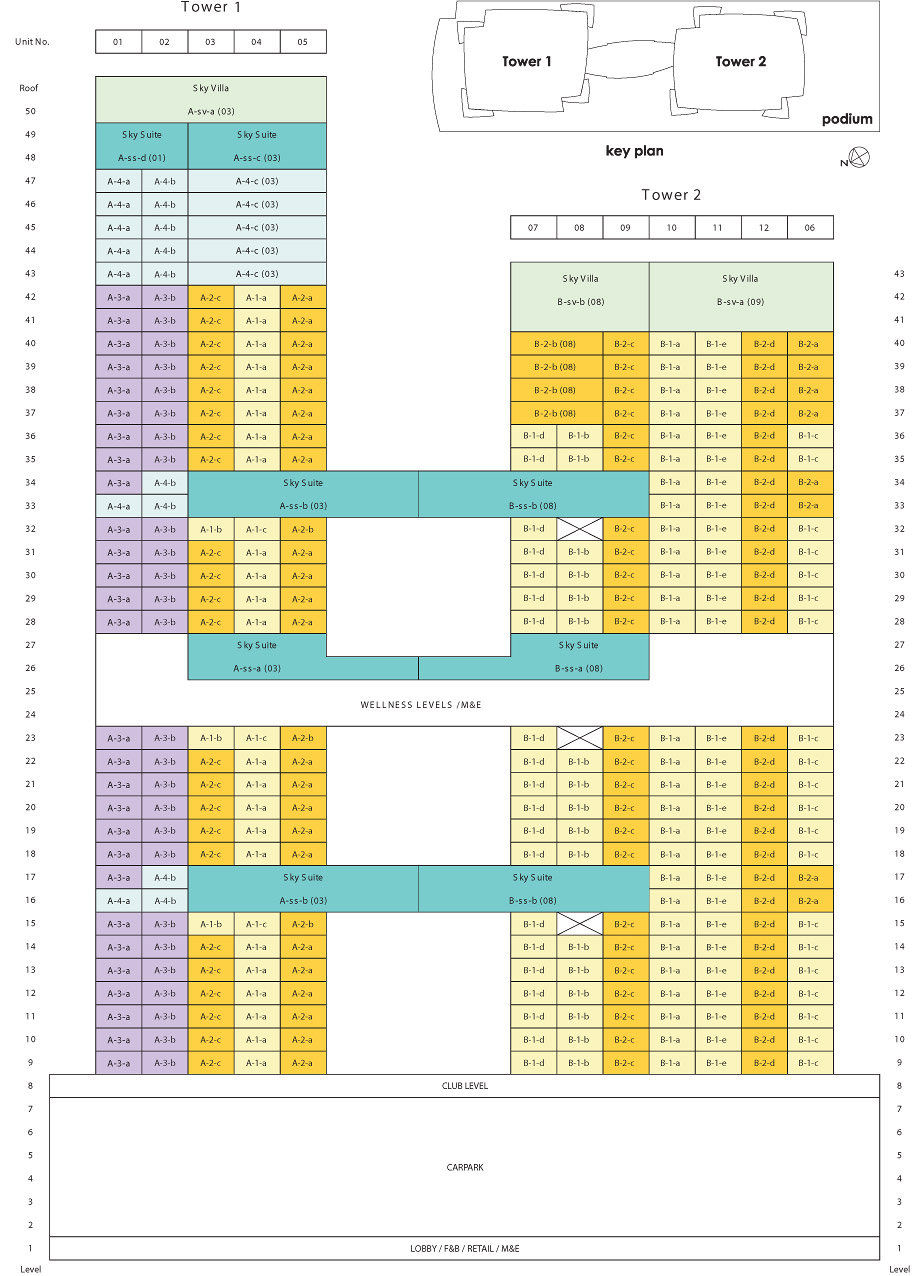 Tower 1
Unit No. 01 02 03 04 05
Tower 1 Tower 2
podium
key plan
N
Tower 2
07 08 09 10 11 12 06
Roof Sky Villa
50 A-sv-a (03)
49 Sky Suite Sky Suite
48 A-ss-d (01) A-ss-c (03)
47 A-4-a A-4-b A-4-c (03)
46 A-4-a A-4-b A-4-c (03)
45 A-4-a A-4-b A-4-c (03)
44 A-4-a A-4-b A-4-c (03)
43 A-4-a A-4-b A-4-c (03) Sky Villa Sky Villa 43
42 A-3-a A-3-b A-2-c A-1-a A-2-a B-sv-b (08) B-sv-a (09) 42
41 A-3-a A-3-b A-2-c A-1-a A-2-a 41
40 A-3-a A-3-b A-2-c A-1-a A-2-a B-2-b (08) B-2-c B-1-a B-1-e B-2-d B-2-a 40
39 A-3-a A-3-b A-2-c A-1-a A-2-a B-2-b (08) B-2-c B-1-a B-1-e B-2-d B-2-a 39
38 A-3-a A-3-b A-2-c A-1-a A-2-a B-2-b (08) B-2-c B-1-a B-1-e B-2-d B-2-a 38
37 A-3-a A-3-b A-2-c A-1-a A-2-a B-2-b (08) B-2-c B-1-a B-1-e B-2-d B-2-a 37
36 A-3-a A-3-b A-2-c A-1-a A-2-a B-1-d B-1-b B-2-c B-1-a B-1-e B-2-d B-1-c 36
35 A-3-a A-3-b A-2-c A-1-a A-2-a B-1-d B-1-b B-2-c B-1-a B-1-e B-2-d B-1-c 35
34 A-3-a A-4-b Sky Suite Sky Suite B-1-a B-1-e B-2-d B-2-a 34
33 A-4-a A-4-b A-ss-b (03) B-ss-b (08) B-1-a B-1-e B-2-d B-2-a 33
32 A-3-a A-3-b A-1-b A-1-c A-2-b B-1-d B-2-c B-1-a B-1-e B-2-d B-1-c 32
31 A-3-a A-3-b A-2-c A-1-a A-2-a B-1-d B-1-b B-2-c B-1-a B-1-e B-2-d B-1-c 31
30 A-3-a A-3-b A-2-c A-1-a A-2-a B-1-d B-1-b B-2-c B-1-a B-1-e B-2-d B-1-c 30
29 A-3-a A-3-b A-2-c A-1-a A-2-a B-1-d B-1-b B-2-c B-1-a B-1-e B-2-d B-1-c 29
28 A-3-a A-3-b A-2-c A-1-a A-2-a B-1-d B-1-b B-2-c B-1-a B-1-e B-2-d B-1-c 28
27 Sky Suite Sky Suite 27
26 A-ss-a (03) B-ss-a (08) 26
25 25
WELLNESS LEVELS /M&E
24 24
23 A-3-a A-3-b A-1-b A-1-c A-2-b B-1-d B-2-c B-1-a B-1-e B-2-d B-1-c 23
22 A-3-a A-3-b A-2-c A-1-a A-2-a B-1-d B-1-b B-2-c B-1-a B-1-e B-2-d B-1-c 22
21 A-3-a A-3-b A-2-c A-1-a A-2-a B-1-d B-1-b B-2-c B-1-a B-1-e B-2-d B-1-c 21
20 A-3-a A-3-b A-2-c A-1-a A-2-a B-1-d B-1-b B-2-c B-1-a B-1-e B-2-d B-1-c 20
19 A-3-a A-3-b A-2-c A-1-a A-2-a B-1-d B-1-b B-2-c B-1-a B-1-e B-2-d B-1-c 19
18 A-3-a A-3-b A-2-c A-1-a A-2-a B-1-d B-1-b B-2-c B-1-a B-1-e B-2-d B-1-c 18
17 A-3-a A-4-b Sky Suite Sky Suite B-1-a B-1-e B-2-d B-2-a 17
16 A-4-a A-4-b A-ss-b (03) B-ss-b (08) B-1-a B-1-e B-2-d B-2-a 16
15 A-3-a A-3-b A-1-b A-1-c A-2-b B-1-d B-2-c B-1-a B-1-e B-2-d B-1-c 15
14 A-3-a A-3-b A-2-c A-1-a A-2-a B-1-d B-1-b B-2-c B-1-a B-1-e B-2-d B-1-c 14
13 A-3-a A-3-b A-2-c A-1-a A-2-a B-1-d B-1-b B-2-c B-1-a B-1-e B-2-d B-1-c 13
12 A-3-a A-3-b A-2-c A-1-a A-2-a B-1-d B-1-b B-2-c B-1-a B-1-e B-2-d B-1-c 12
11 A-3-a A-3-b A-2-c A-1-a A-2-a B-1-d B-1-b B-2-c B-1-a B-1-e B-2-d B-1-c 11
10 A-3-a A-3-b A-2-c A-1-a A-2-a B-1-d B-1-b B-2-c B-1-a B-1-e B-2-d B-1-c 10
9 A-3-a A-3-b A-2-c A-1-a A-2-a B-1-d B-1-b B-2-c B-1-a B-1-e B-2-d B-1-c 9
8 CLUB LEVEL 8
7 7
6 6
5 5
CARPARK
4 4
3 3
2 2
1 LOBBY / F&B / RETAIL / M&E 1
Level Level